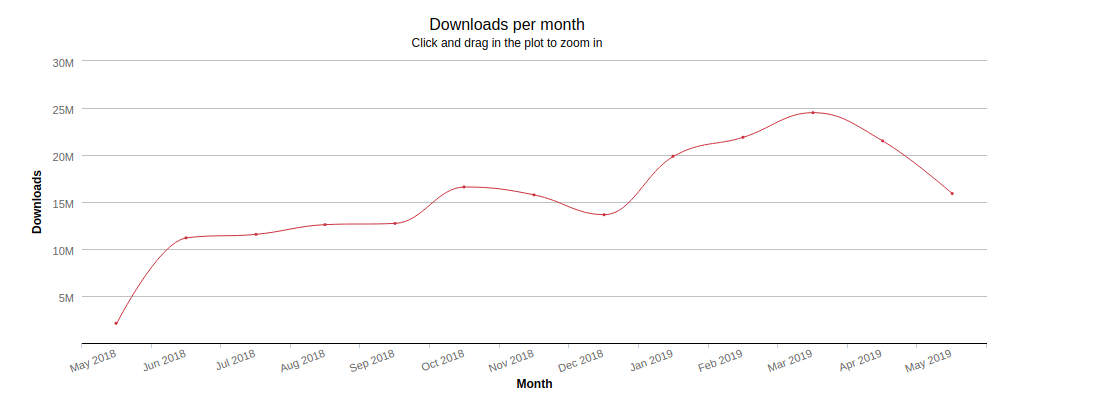 Downloads per month
Click and drag in the plot to zoom in
30M
25M
20M
15M
10M
5M
Downloads
May 2018
Jun 2018
Jul 2018
Aug 2018
Sep 2018
Oct 2018
Nov 2018
Dec 2018
Jan 2019
Feb 2019
Mar 2019
Apr 2019
May 2019
Month